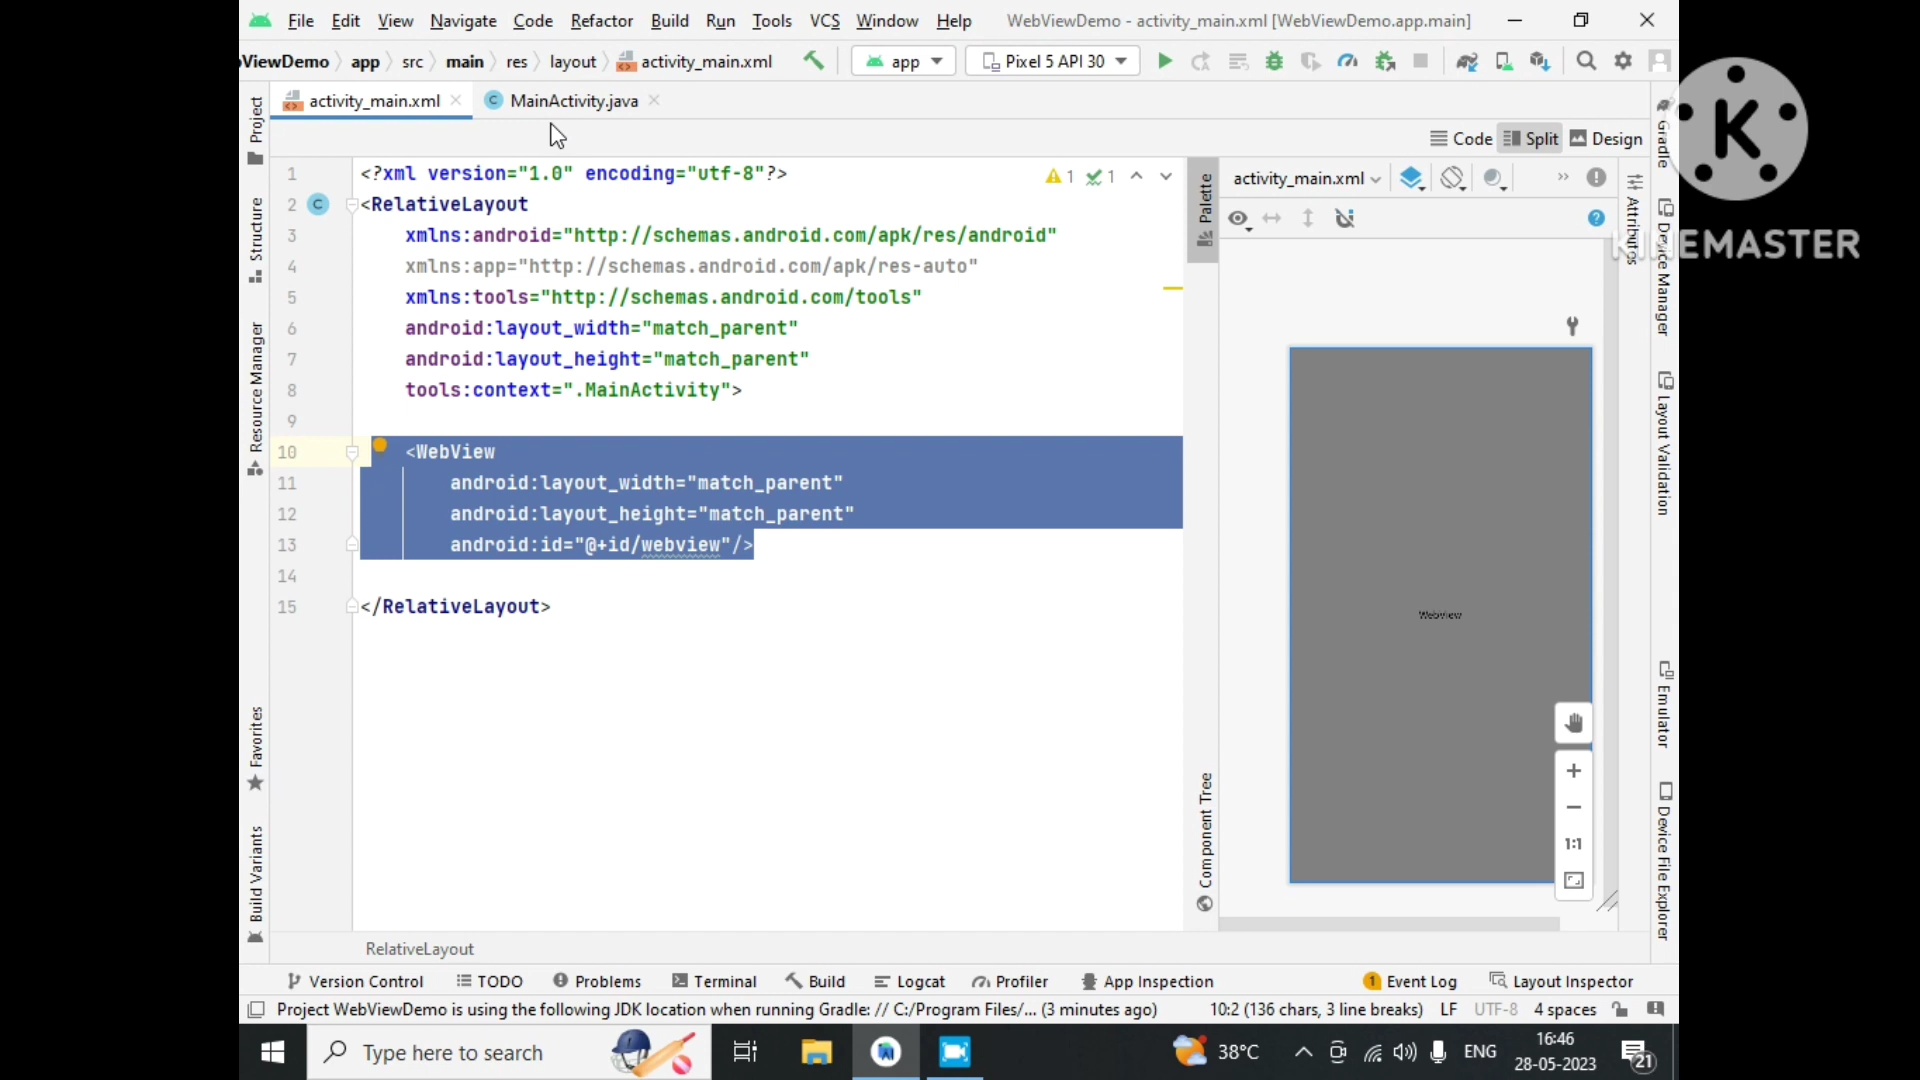 File Edit View Navigate Code Refactor Build Run Tools VCS Window Help WebViewDemo - activity_main.xml [WebViewDemo.app.main]
ViewDemo app src main res layout activity_main.xml app Pixel 5 API 30
activity_main.xml MainActivity.java
Code Split Design
Project
Structure
Resource Manager
Favorites
Build Variants
1 <?xml version="1.0" encoding="utf-8"?>
2 <RelativeLayout
3 xmlns:android="http://schemas.android.com/apk/res/android"
4 xmlns:app="http://schemas.android.com/apk/res-auto"
5 xmlns:tools="http://schemas.android.com/tools"
6 android:layout_width="match_parent"
7 android:layout_height="match_parent"
8 tools:context=".MainActivity">
9
10 <WebView
11 android:layout_width="match_parent"
12 android:layout_height="match_parent"
13 android:id="@+id/webview"/>
14
15 </RelativeLayout>
1 1
Palette
Component Tree
activity_main.xml
WebView
1:1
Attributes
Gradle
Device Manager
Layout Validation
Emulator
Device File Explorer
K
KINEMASTER
RelativeLayout
Version Control TODO Problems Terminal Build Logcat Profiler App Inspection 1 Event Log Layout Inspector
Project WebViewDemo is using the following JDK location when running Gradle: // C:/Program Files/... (3 minutes ago) 10:2 (136 chars, 3 line breaks) LF UTF-8 4 spaces
Type here to search 38°C ENG 16:46
28-05-2023
21